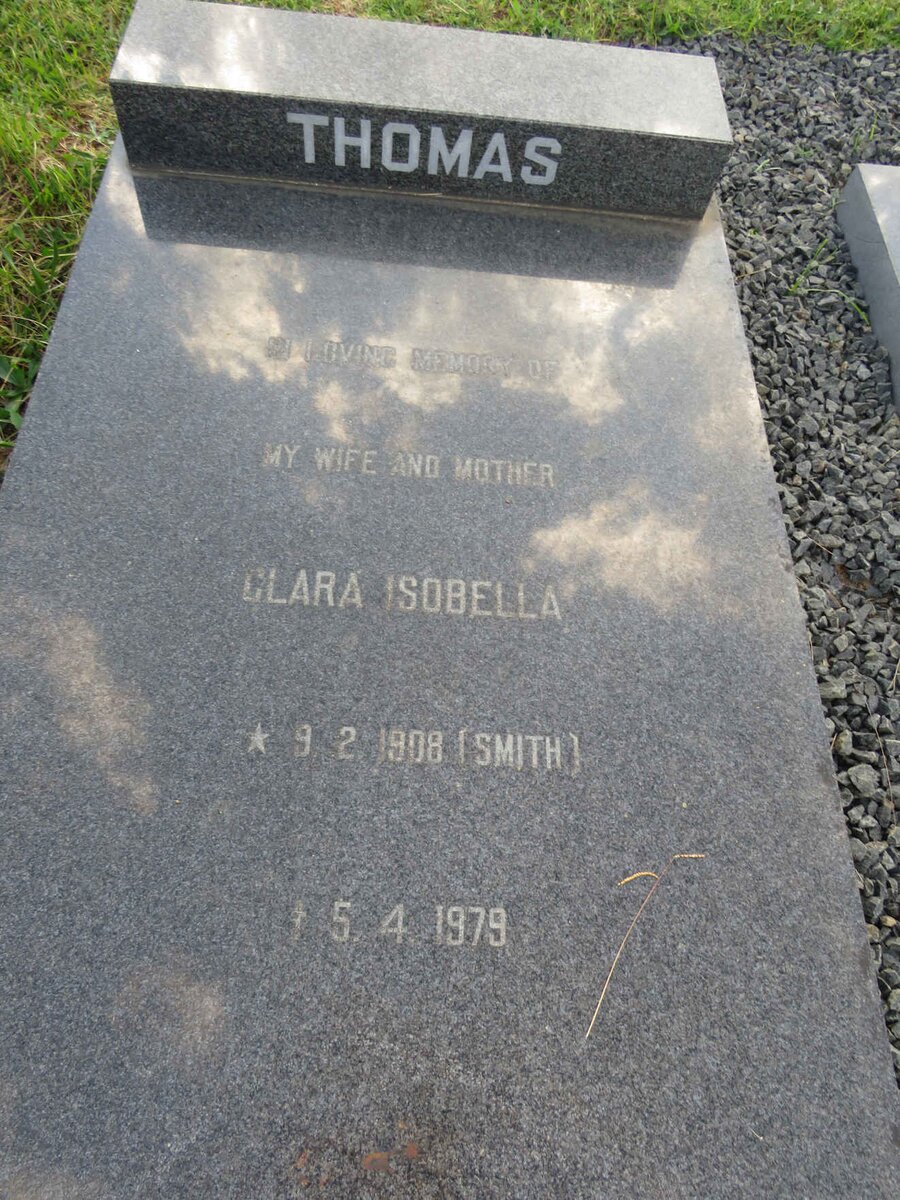 THOMAS
IN LOVING MEMORY OF
MY WIFE AND MOTHER
CLARA ISOBELLA
★ 9. 2. 1908 (SMITH)
† 5. 4. 1979